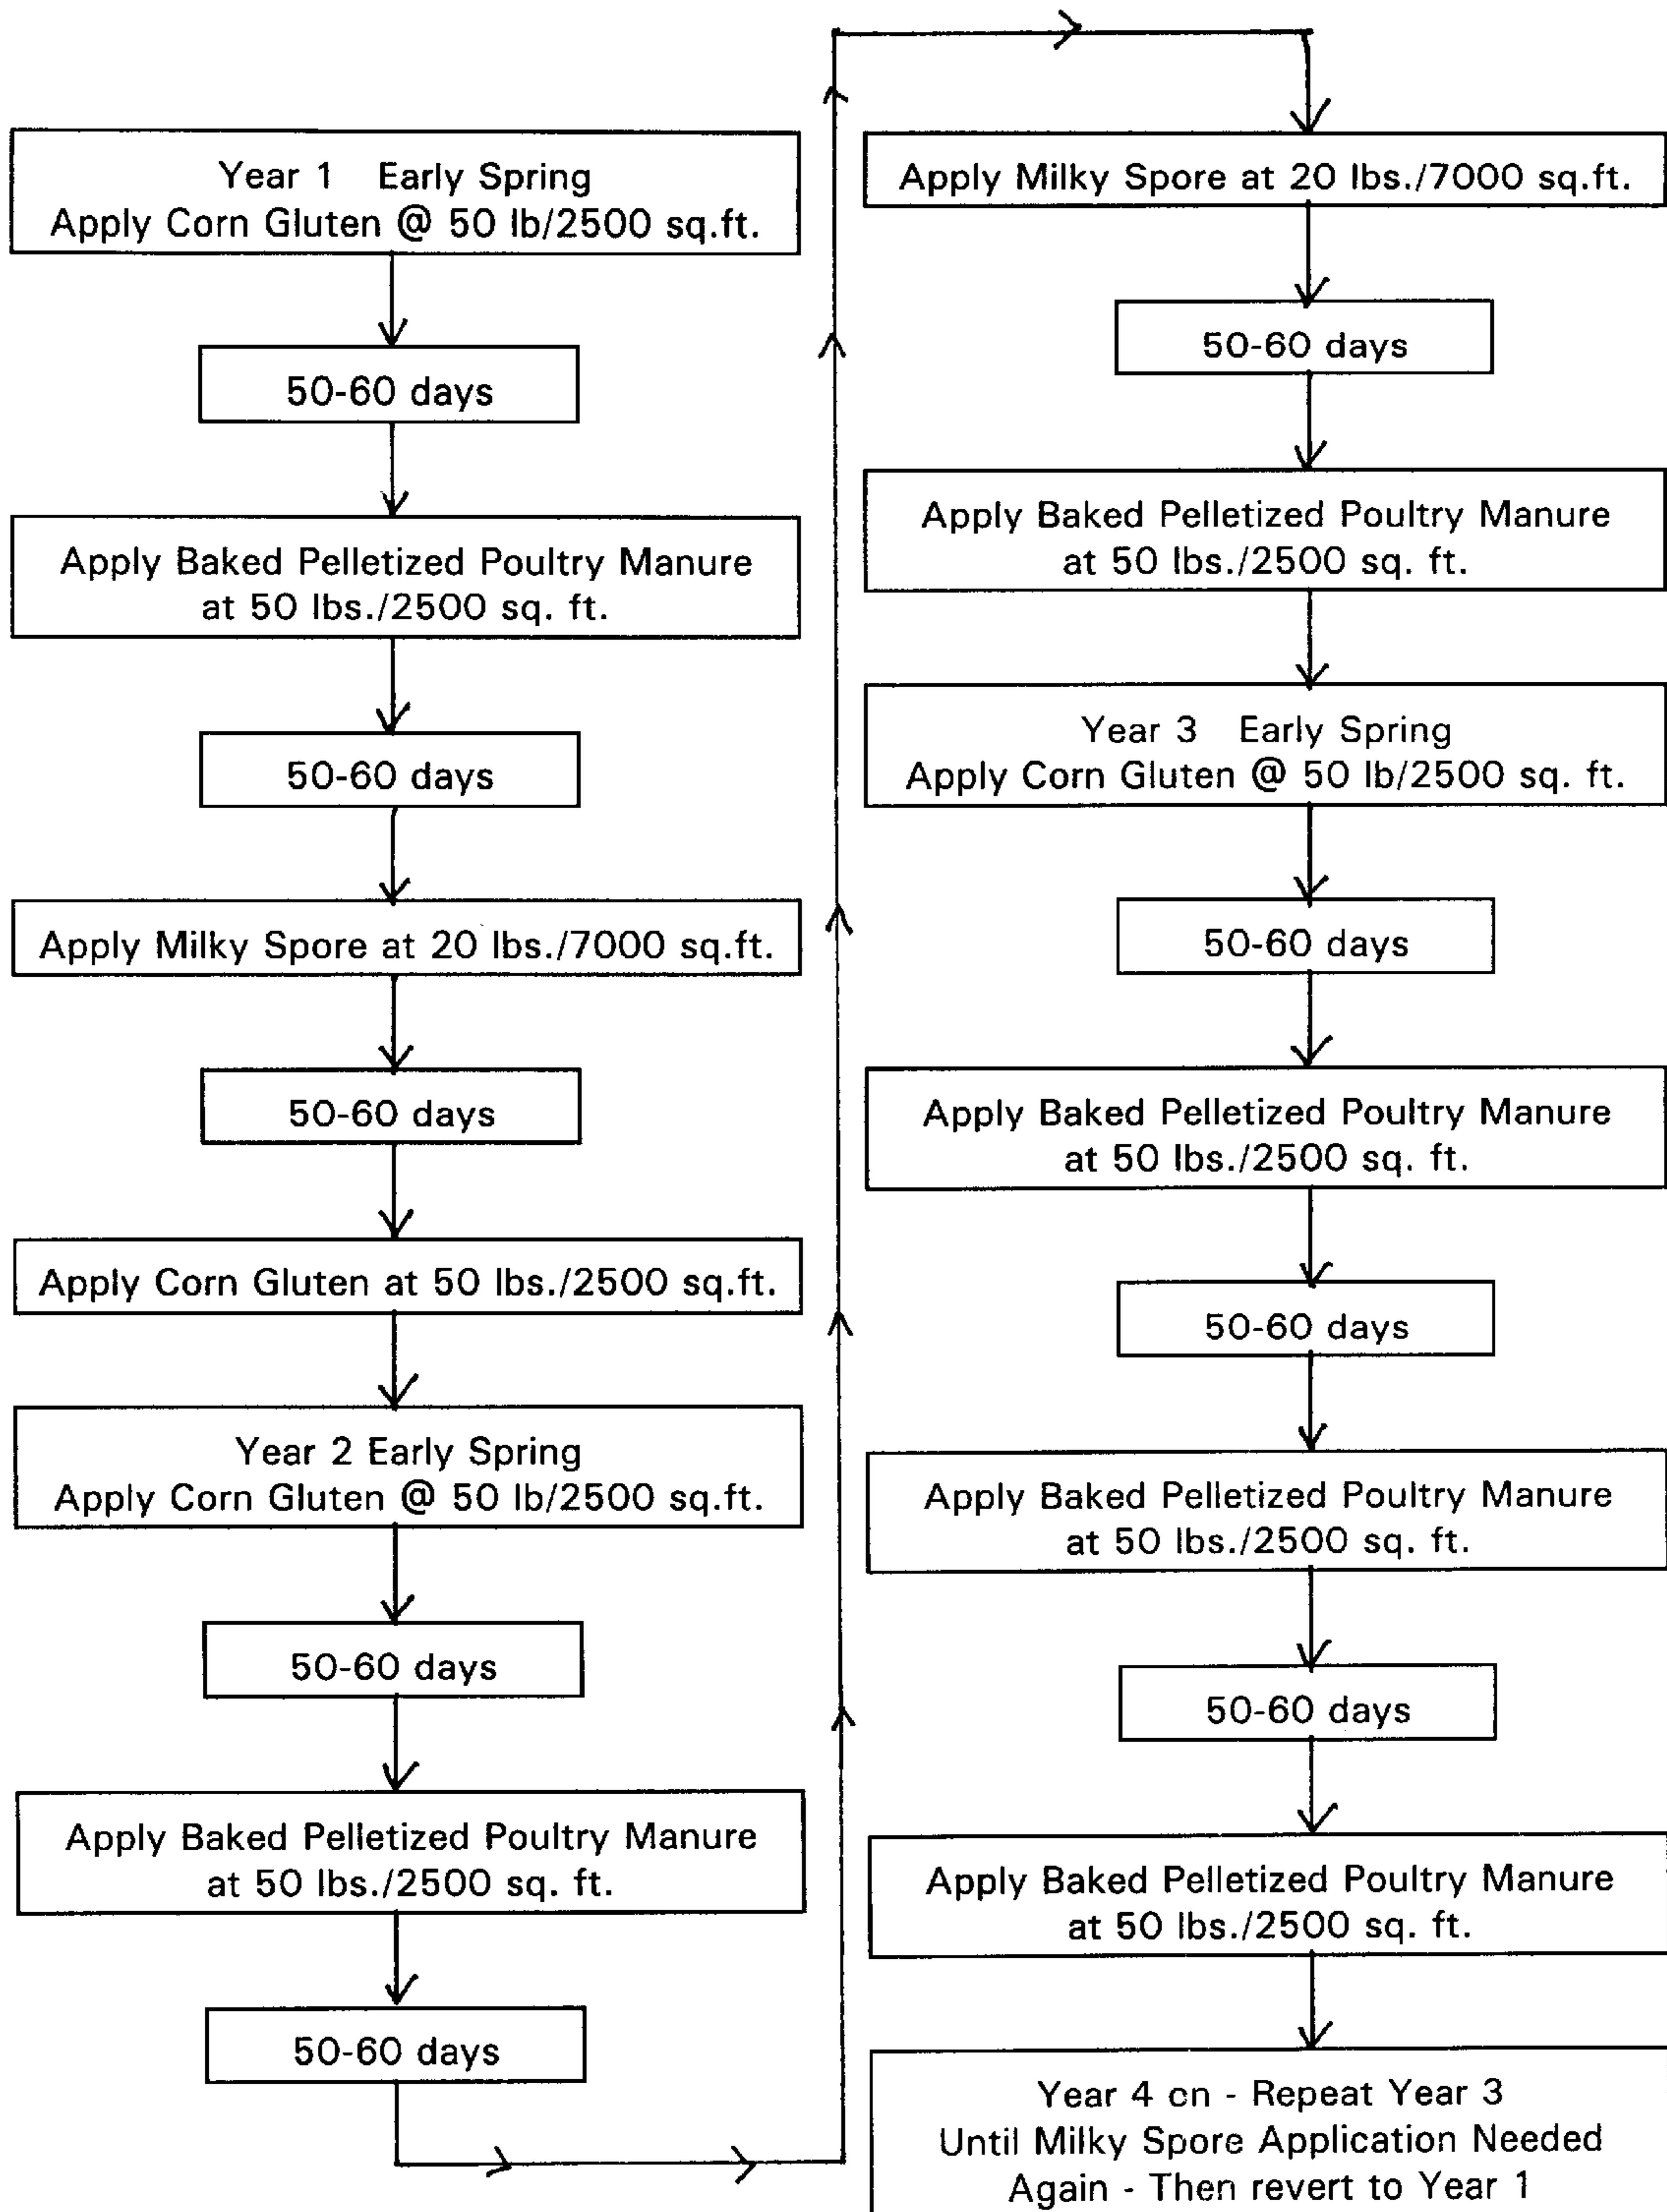 Year 1 Early Spring
Apply Corn Gluten @ 50 lb/2500 sq.ft.
50-60 days
Apply Baked Pelletized Poultry Manure
at 50 lbs./2500 sq. ft.
50-60 days
Apply Milky Spore at 20 lbs./7000 sq.ft.
50-60 days
Apply Corn Gluten at 50 lbs./2500 sq.ft.
Year 2 Early Spring
Apply Corn Gluten @ 50 lb/2500 sq.ft.
50-60 days
Apply Baked Pelletized Poultry Manure
at 50 lbs./2500 sq. ft.
50-60 days
Apply Milky Spore at 20 lbs./7000 sq.ft.
50-60 days
Apply Baked Pelletized Poultry Manure
at 50 lbs./2500 sq. ft.
Year 3 Early Spring
Apply Corn Gluten @ 50 lb/2500 sq. ft.
50-60 days
Apply Baked Pelletized Poultry Manure
at 50 lbs./2500 sq. ft.
50-60 days
Apply Baked Pelletized Poultry Manure
at 50 lbs./2500 sq. ft.
50-60 days
Apply Baked Pelletized Poultry Manure
at 50 lbs./2500 sq. ft.
Year 4 on - Repeat Year 3
Until Milky Spore Application Needed
Again - Then revert to Year 1